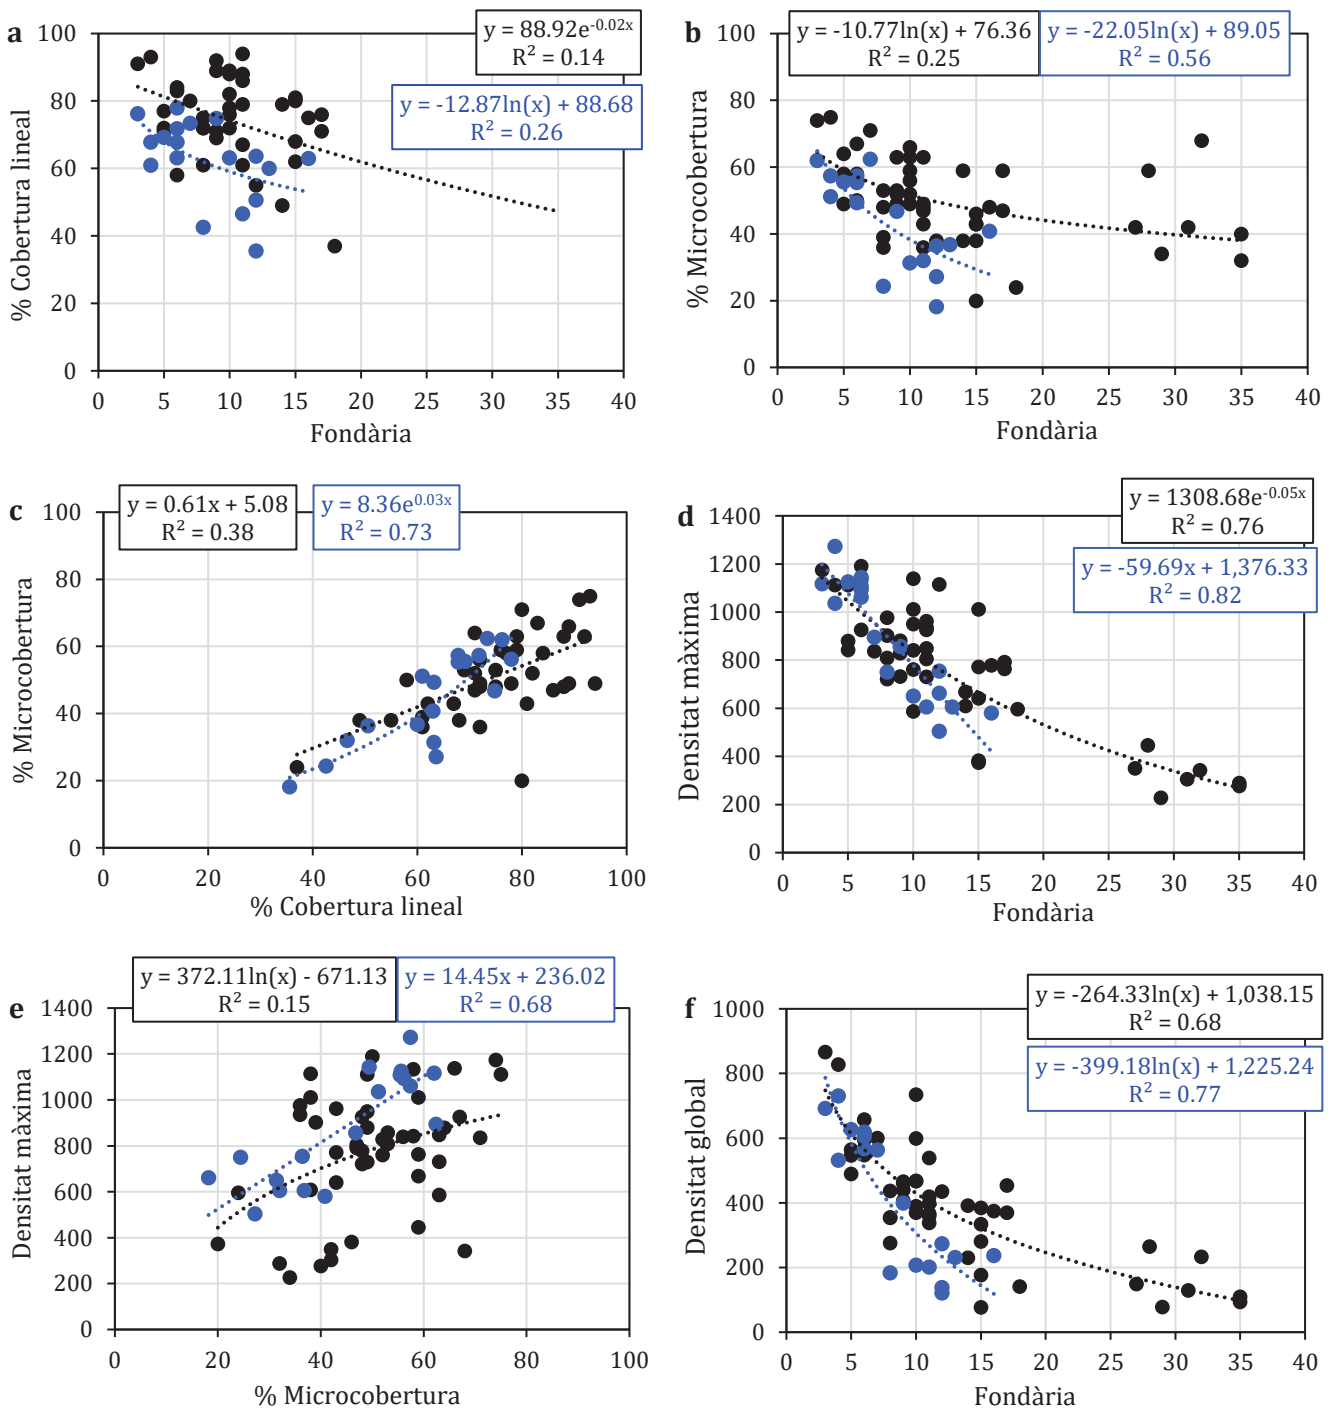 a
y = 88.92e^-0.02x
R² = 0.14
y = -12.87ln(x) + 88.68
R² = 0.26
% Cobertura lineal
100
80
60
40
20
0
0 5 10 15 20 25 30 35 40
Fondària
b
y = -10.77ln(x) + 76.36
R² = 0.25
y = -22.05ln(x) + 89.05
R² = 0.56
% Microcobertura
100
80
60
40
20
0
0 5 10 15 20 25 30 35 40
Fondària
c
y = 0.61x + 5.08
R² = 0.38
y = 8.36e^0.03x
R² = 0.73
% Microcobertura
100
80
60
40
20
0
0 20 40 60 80 100
% Cobertura lineal
d
y = 1308.68e^-0.05x
R² = 0.76
y = -59.69x + 1,376.33
R² = 0.82
Densitat màxima
1400
1200
1000
800
600
400
200
0
0 5 10 15 20 25 30 35 40
Fondària
e
y = 372.11ln(x) - 671.13
R² = 0.15
y = 14.45x + 236.02
R² = 0.68
Densitat màxima
1400
1200
1000
800
600
400
200
0
0 20 40 60 80 100
% Microcobertura
f
y = -264.33ln(x) + 1,038.15
R² = 0.68
y = -399.18ln(x) + 1,225.24
R² = 0.77
Densitat global
1000
800
600
400
200
0
0 5 10 15 20 25 30 35 40
Fondària